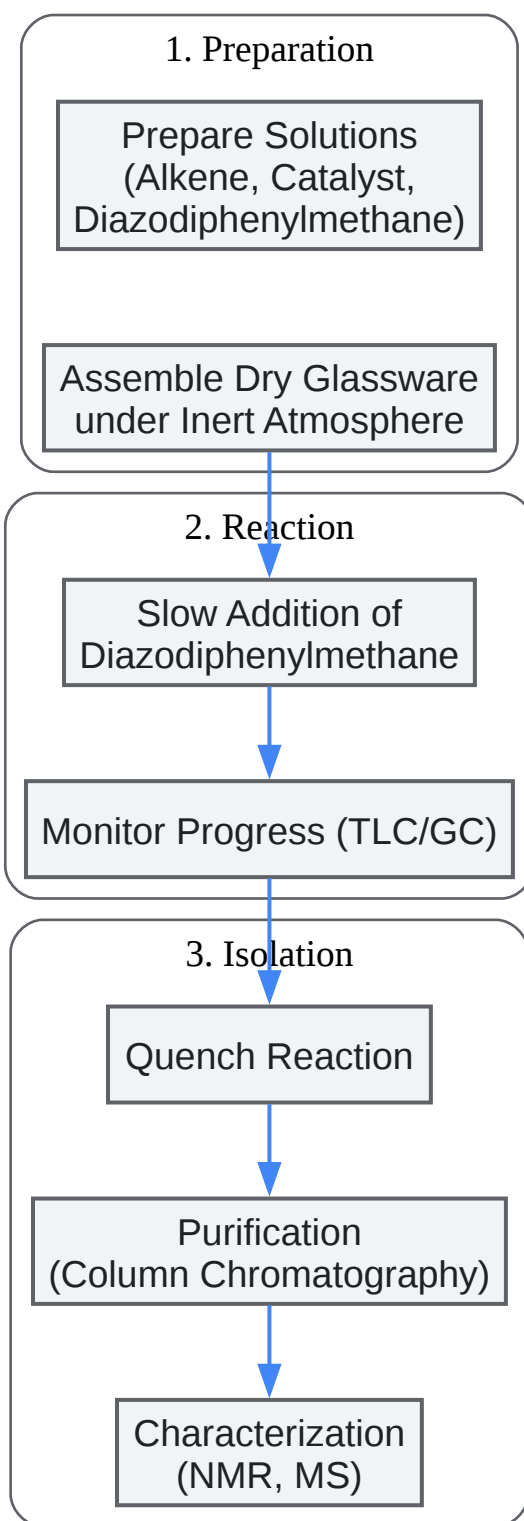 1. Preparation
Prepare Solutions
(Alkene, Catalyst,
Diazodiphenylmethane)
Assemble Dry Glassware
under Inert Atmosphere
2. Reaction
Slow Addition of
Diazodiphenylmethane
Monitor Progress (TLC/GC)
3. Isolation
Quench Reaction
Purification
(Column Chromatography)
Characterization
(NMR, MS)